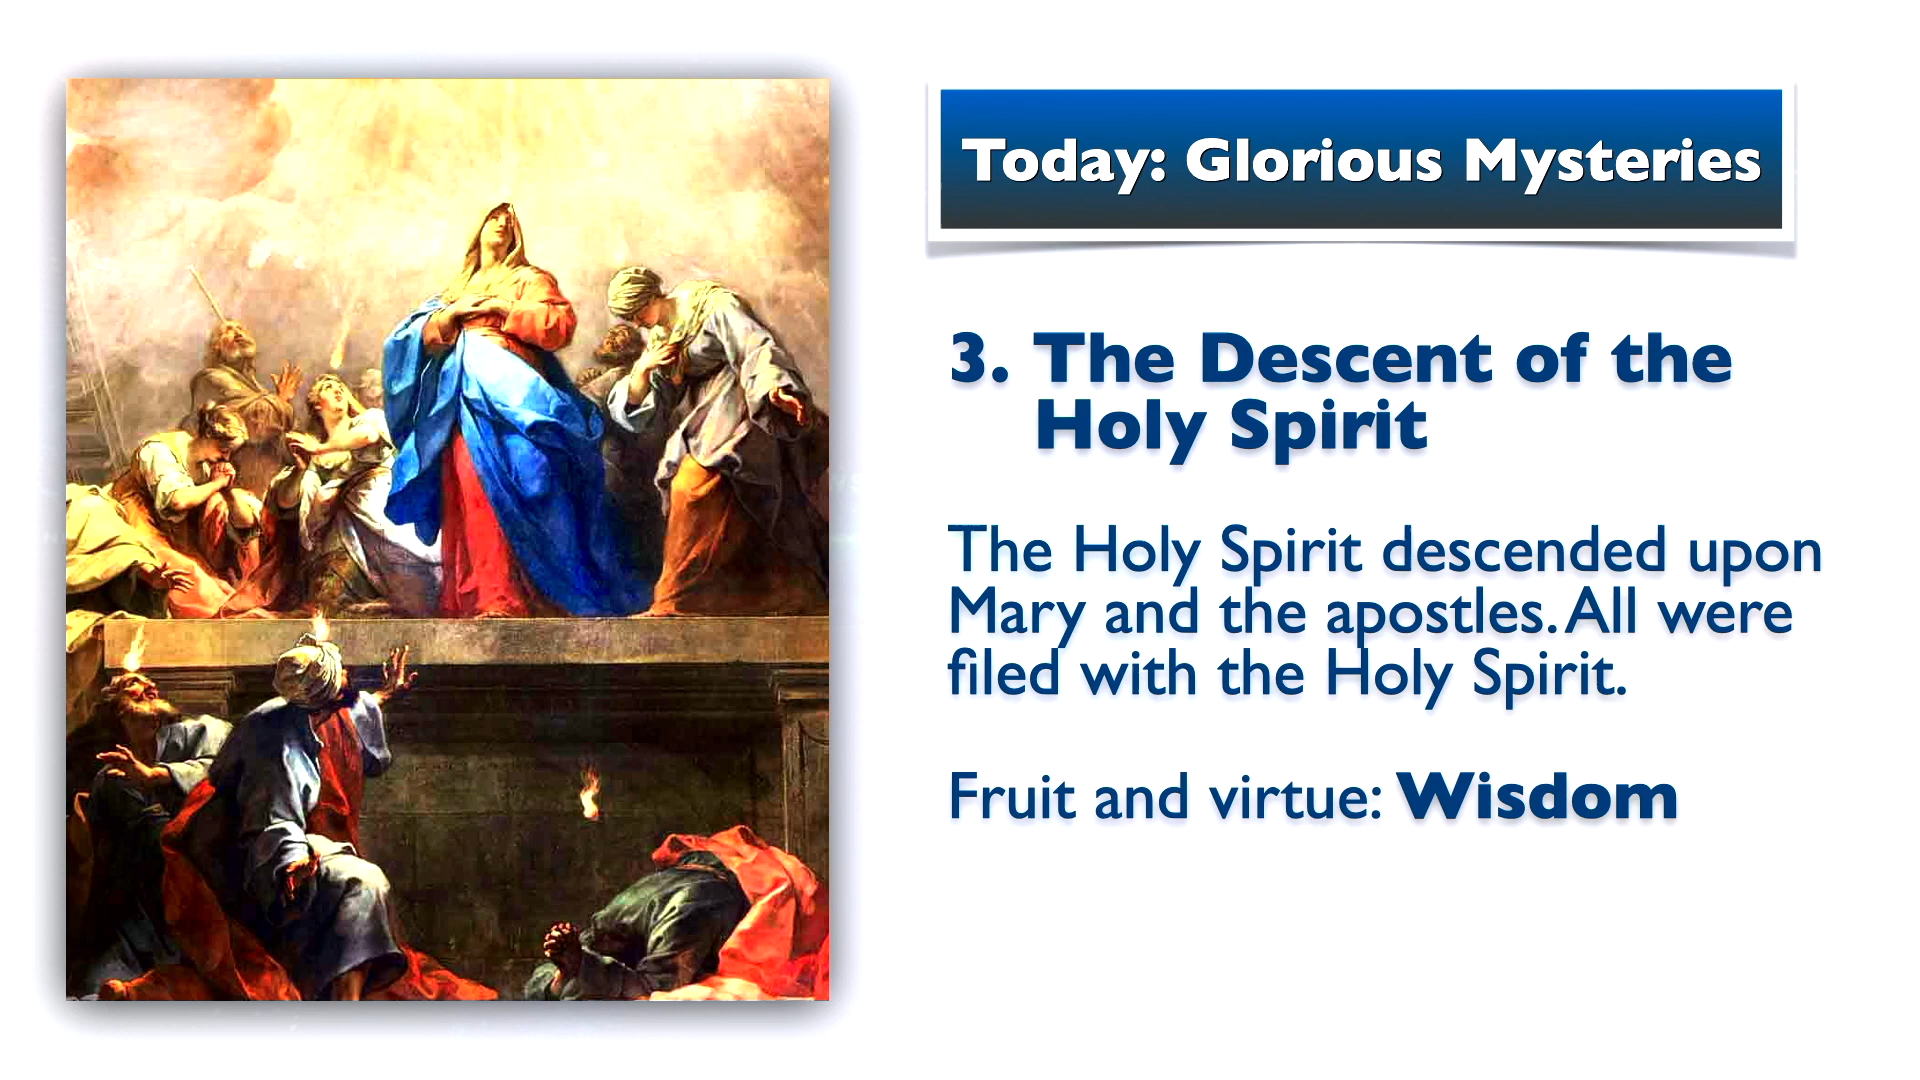 Today: Glorious Mysteries
3. The Descent of the
Holy Spirit
The Holy Spirit descended upon
Mary and the apostles. All were
filed with the Holy Spirit.
Fruit and virtue: Wisdom